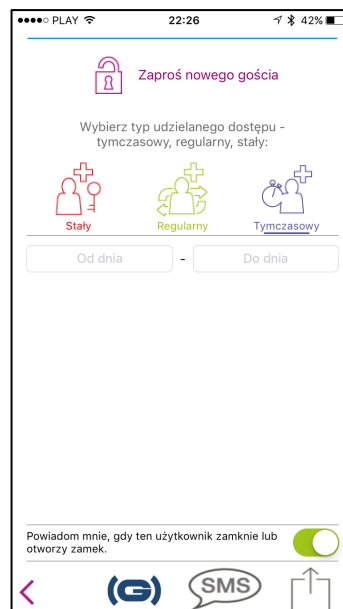 PLAY 22:26 42%
Zaproś nowego gościa
Wybierz typ udzielanego dostępu -
tymczasowy, regularny, stały:
Stały Regularny Tymczasowy
Od dnia - Do dnia
Powiadom mnie, gdy ten użytkownik zamknie lub
otworzy zamek.
(G) SMS